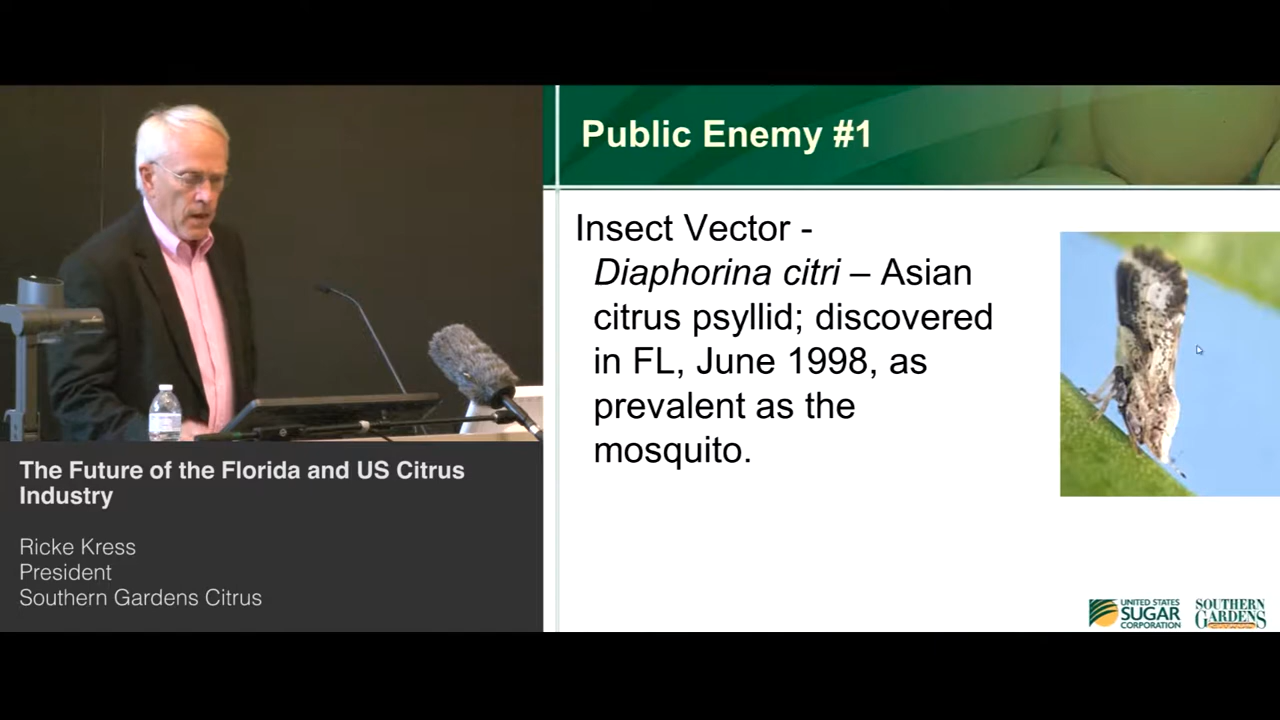 Public Enemy #1
Insect Vector -
Diaphorina citri – Asian
citrus psyllid; discovered
in FL, June 1998, as
prevalent as the
mosquito.
The Future of the Florida and US Citrus
Industry
Ricke Kress
President
Southern Gardens Citrus
UNITED STATES
SUGAR
CORPORATION
SOUTHERN
GARDENS